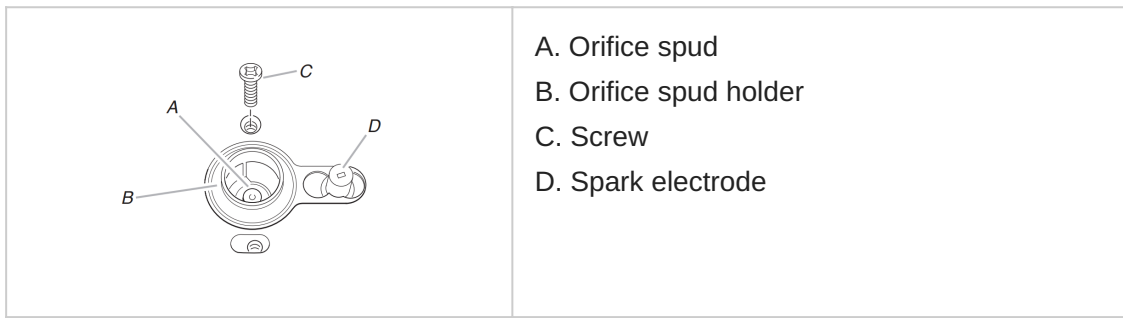 C
A
D
B
A. Orifice spud
B. Orifice spud holder
C. Screw
D. Spark electrode